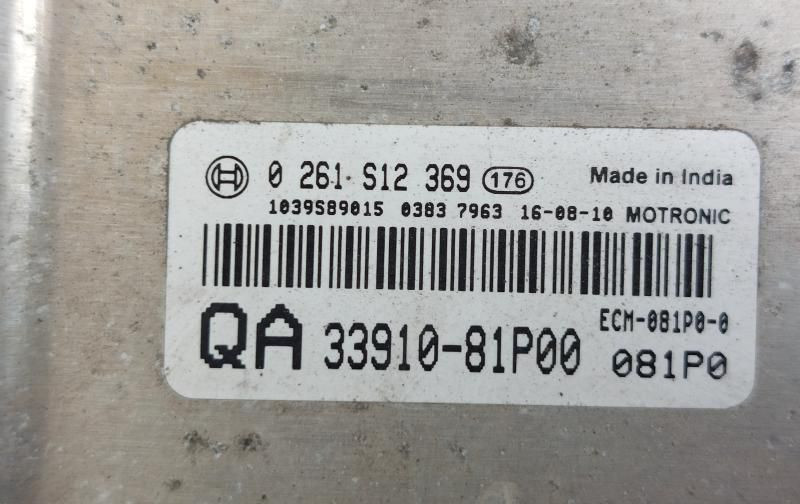 0 261 S12 369 176 Made in India
1039S89015 0383 7963 16-08-10 MOTRONIC
ECM-081P0-0
QA 33910-81P00 081P0